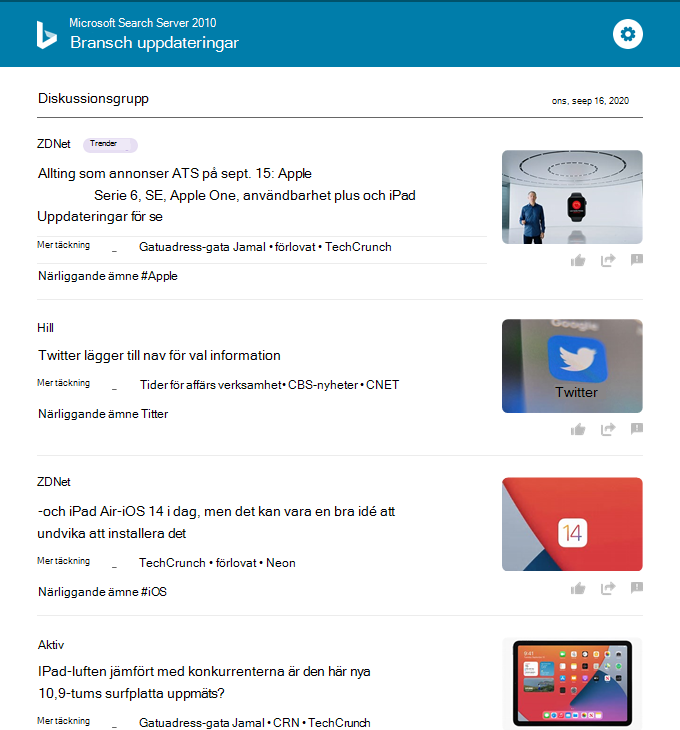 Microsoft Search Server 2010
Bransch uppdateringar
Diskussionsgrupp
ons, seep 16, 2020
ZDNet
Trender
Allting som annonser ATS på sept. 15: Apple
Serie 6, SE, Apple One, användbarhet plus och iPad
Uppdateringar för se
Mer täckning _ Gatuadress-gata Jamal • förlovat • TechCrunch
Närliggande ämne #Apple
Hill
Twitter lägger till nav för val information
Google
Twitter
Mer täckning _ Tider för affärs verksamhet • CBS-nyheter • CNET
Närliggande ämne Titter
ZDNet
-och iPad Air-iOS 14 i dag, men det kan vara en bra idé att
undvika att installera det
14
Mer täckning _ TechCrunch • förlovat • Neon
Närliggande ämne #iOS
Aktiv
IPad-luften jämfört med konkurrenterna är den här nya
10,9-tums surfplatta uppmäts?
9:41
Mer täckning _ Gatuadress-gata Jamal • CRN • TechCrunch